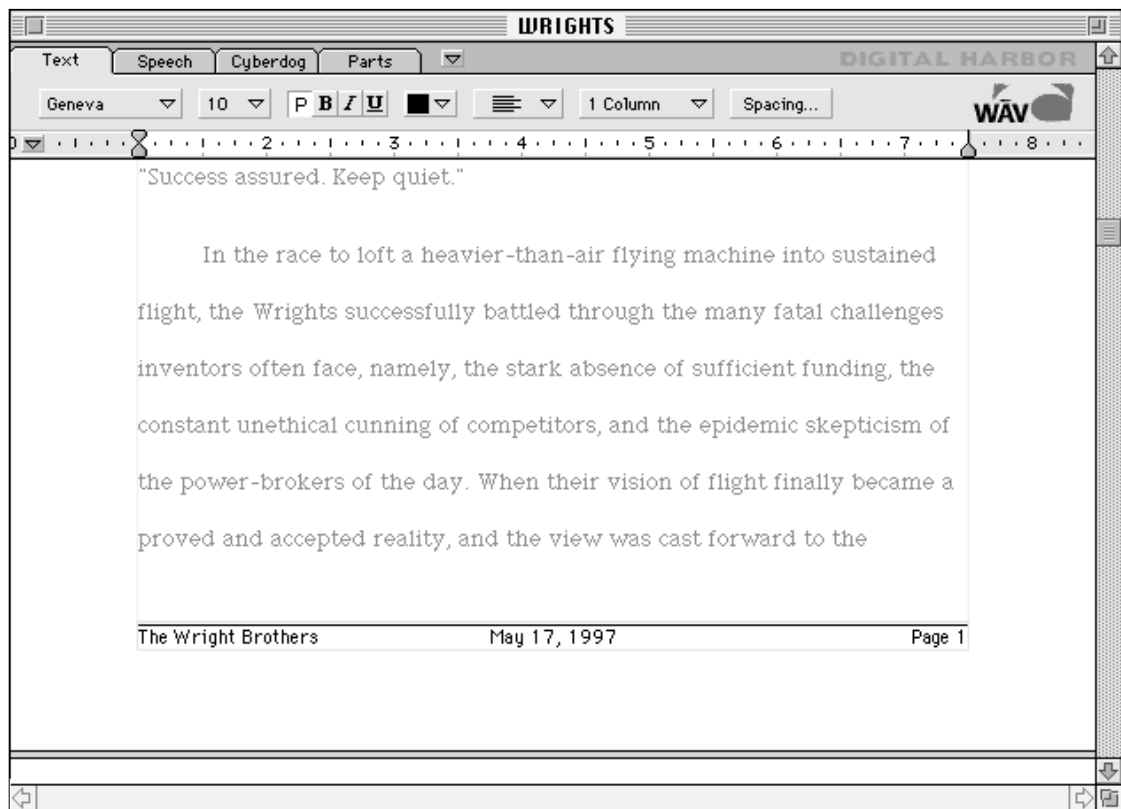 WRIGHTS
Text Speech Cyberdog Parts DIGITAL HARBOR
Geneva 10 P B I U 1 Column Spacing... WĀV
0 1 2 3 4 5 6 7 8
"Success assured. Keep quiet."
In the race to loft a heavier-than-air flying machine into sustained
flight, the Wrights successfully battled through the many fatal challenges
inventors often face, namely, the stark absence of sufficient funding, the
constant unethical cunning of competitors, and the epidemic skepticism of
the power-brokers of the day. When their vision of flight finally became a
proved and accepted reality, and the view was cast forward to the
The Wright Brothers May 17, 1997 Page 1